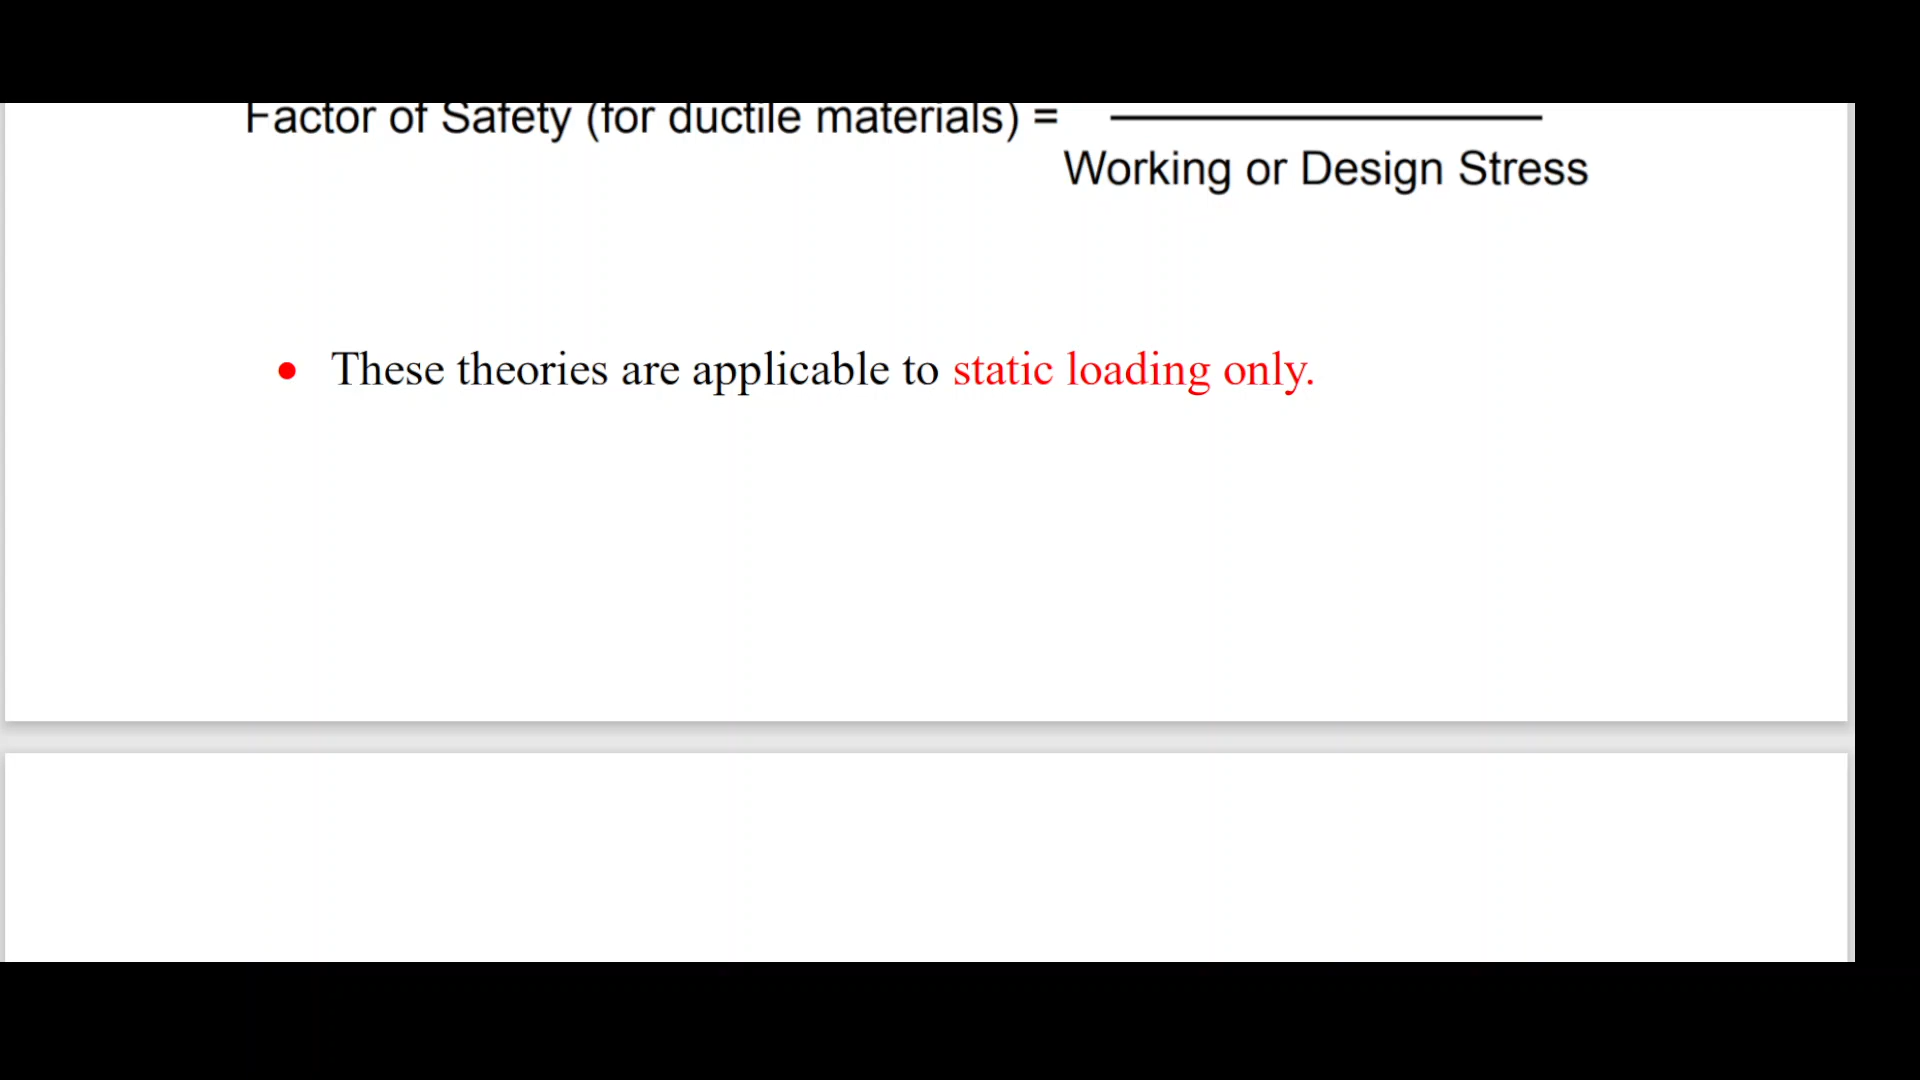 Factor of Safety (for ductile materials) =
Working or Design Stress
• These theories are applicable to static loading only.